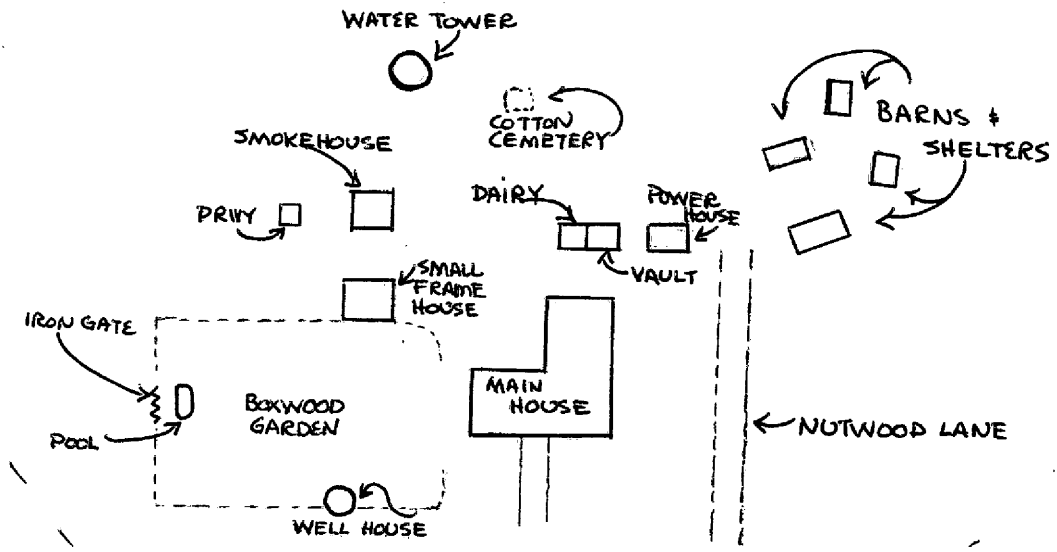 WATER TOWER
COTTON
CEMETERY
BARNS &
SHELTERS
SMOKEHOUSE
DAIRY
POWER
HOUSE
PRIVY
VAULT
SMALL
FRAME
HOUSE
IRON GATE
MAIN
HOUSE
BOXWOOD
GARDEN
POOL
NUTWOOD LANE
WELL HOUSE